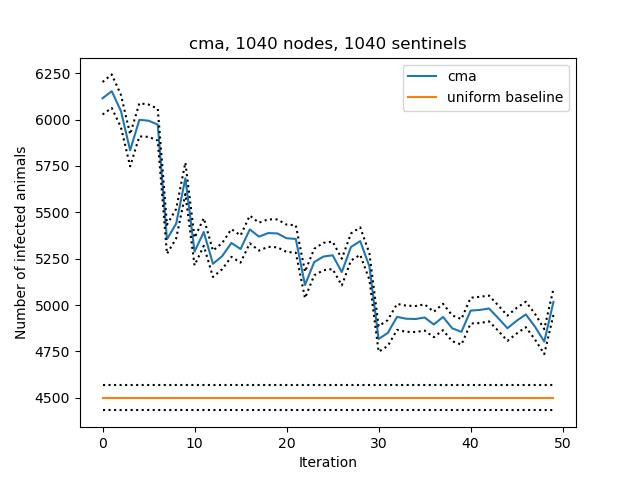 cma, 1040 nodes, 1040 sentinels
cma
uniform baseline
Number of infected animals
6250
6000
5750
5500
5250
5000
4750
4500
0 10 20 30 40 50
Iteration